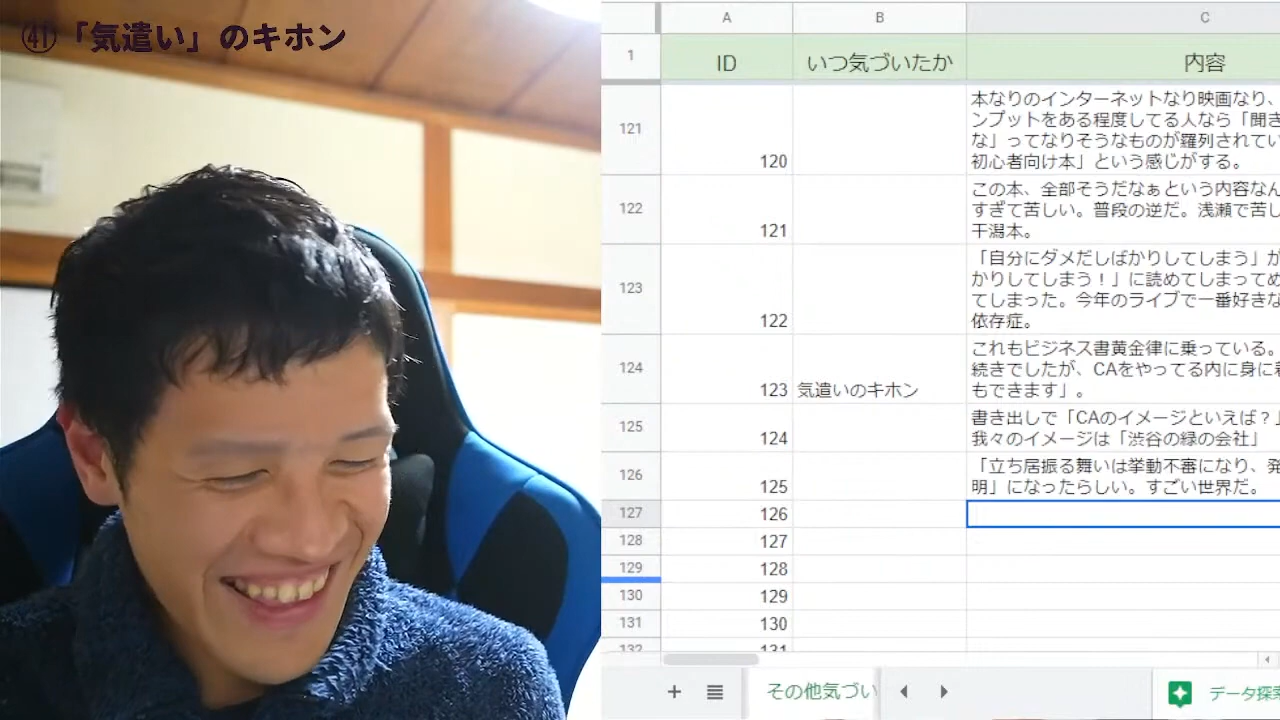 ㊶「気遣い」のキホン
A B C
1 ID いつ気づいたか 内容
本なりのインターネットなり映画なり、
ンプットをある程度してる人なら「聞き
な」ってなりそうなものが羅列されてい
初心者向け本」という感じがする。
121 120
この本、全部そうだなぁという内容なん
すぎて苦しい。普段の逆だ。浅瀬で苦し
干潟本。
122 121
「自分にダメだしばかりしてしまう」が
かりしてしまう！」に読めてしまってめ
てしまった。今年のライブで一番好きな
依存症。
123 122
これもビジネス書黄金律に乗っている。
続きでしたが、CAをやってる内に身に着
もできます」。
124 123 気遣いのキホン
書き出しで「CAのイメージといえば？」
我々のイメージは「渋谷の緑の会社」
125 124
「立ち居振る舞いは挙動不審になり、発
明」になったらしい。すごい世界だ。
126 125
127 126
128 127
129 128
130 129
131 130
132 131
その他気づい
データ探索